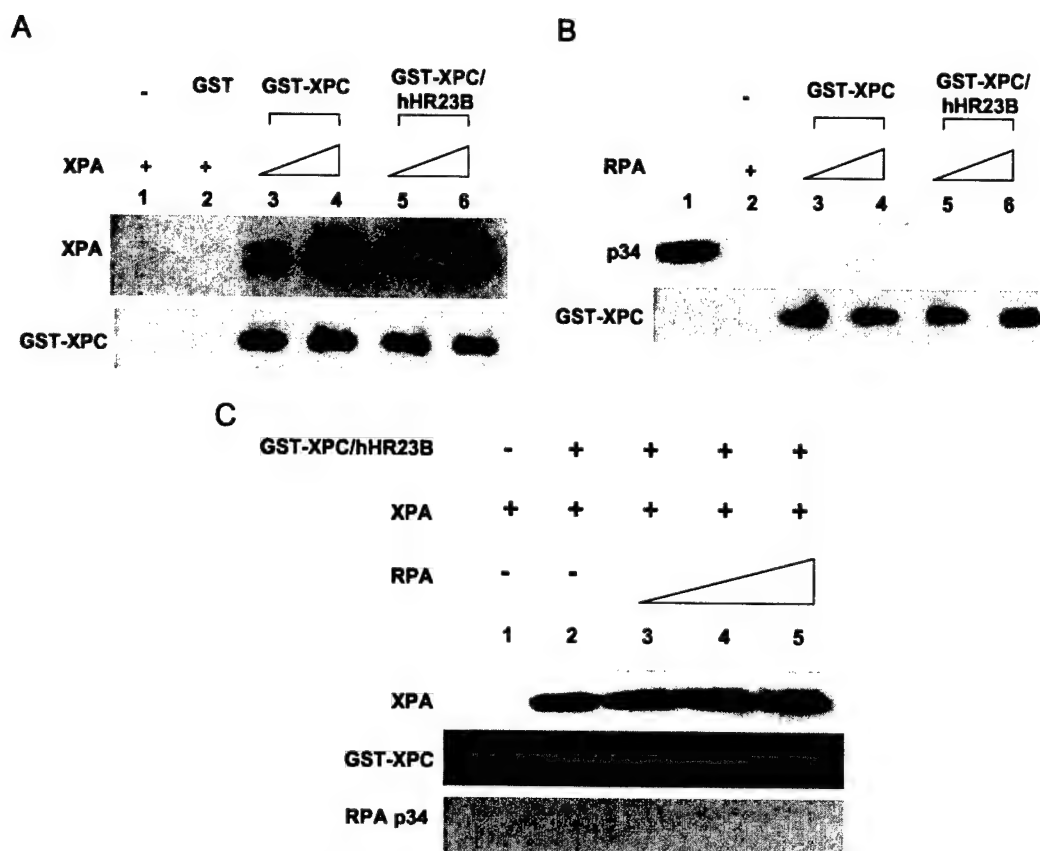 A
- GST GST-XPC GST-XPC/
hHR23B
XPA + +
1 2 3 4 5 6
XPA
GST-XPC
B
- GST-XPC GST-XPC/
hHR23B
RPA +
1 2 3 4 5 6
p34
GST-XPC
C
GST-XPC/hHR23B - + + + +
XPA + + + + +
RPA - -
1 2 3 4 5
XPA
GST-XPC
RPA p34